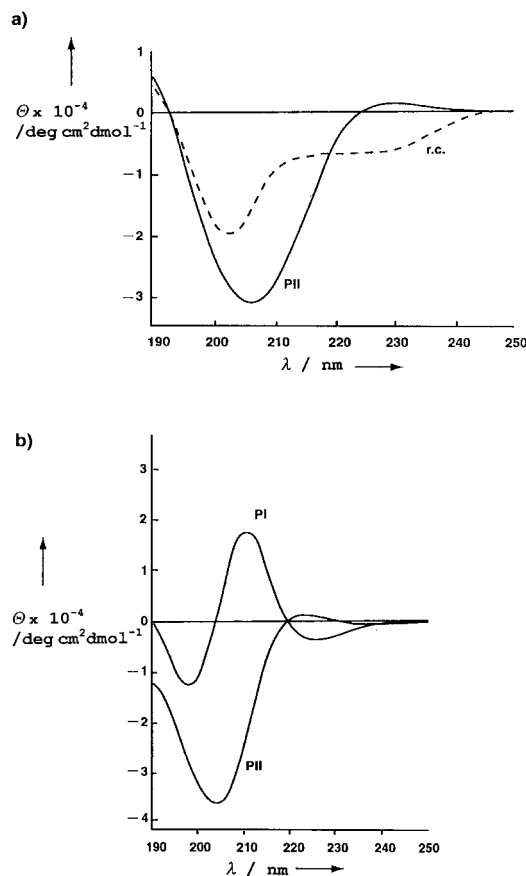 a)
Θ x 10⁻⁴
/deg cm²dmol⁻¹
1
0
−1
−2
−3
r.c.
PII
190 200 210 220 230 240 250
λ / nm
b)
Θ x 10⁻⁴
/deg cm²dmol⁻¹
3
2
1
0
−1
−2
−3
−4
PI
PII
190 200 210 220 230 240 250
λ / nm